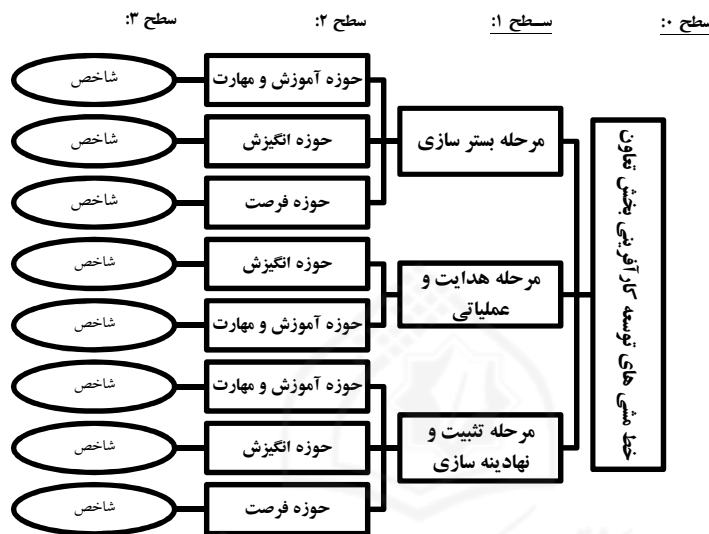 سطح ۰:
سطح ۱:
سطح ۲:
سطح ۳:
خط مشی های توسعه کارآفرینی بخش تعاون
مرحله بستر سازی
حوزه آموزش و مهارت
شاخص
حوزه انگیزش
شاخص
حوزه فرصت
شاخص
مرحله هدایت و
عملیاتی
حوزه انگیزش
شاخص
حوزه آموزش و مهارت
شاخص
مرحله تثبیت و
نهادینه سازی
حوزه آموزش و مهارت
شاخص
حوزه انگیزش
شاخص
حوزه فرصت
شاخص